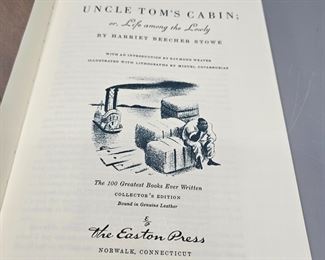 UNCLE TOM'S CABIN;
or, Life among the Lowly
BY HARRIET BEECHER STOWE
WITH AN INTRODUCTION BY RAYMOND WEAVER
ILLUSTRATED WITH LITHOGRAPHS BY MIGUEL COVARRUBIAS
The 100 Greatest Books Ever Written
COLLECTOR'S EDITION
Bound in Genuine Leather
The Easton Press
NORWALK, CONNECTICUT